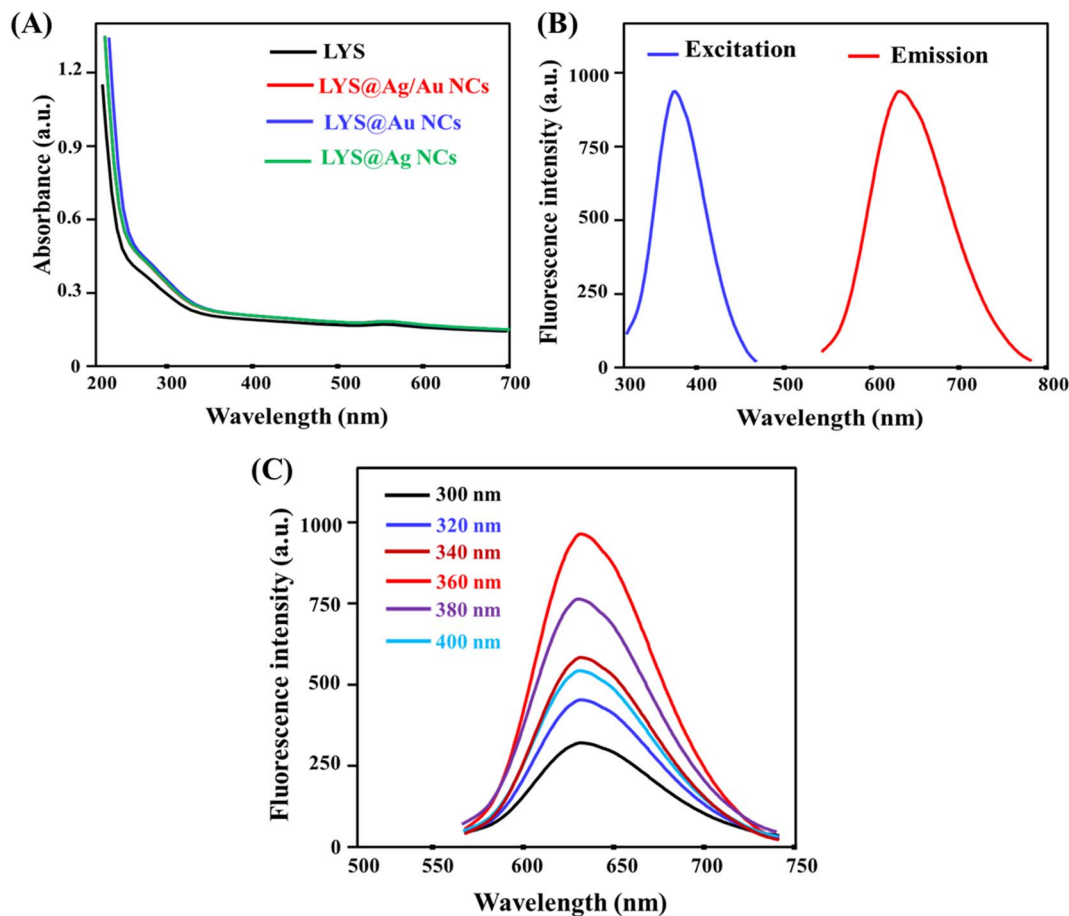 (A)
LYS
LYS@Ag/Au NCs
LYS@Au NCs
LYS@Ag NCs
Absorbance (a.u.)
1.2
0.9
0.6
0.3
0
200 300 400 500 600 700
Wavelength (nm)
(B)
Excitation Emission
Fluorescence intensity (a.u.)
1000
750
500
250
0
300 400 500 600 700 800
Wavelength (nm)
(C)
300 nm
320 nm
340 nm
360 nm
380 nm
400 nm
Fluorescence intensity (a.u.)
1000
750
500
250
0
500 550 600 650 700 750
Wavelength (nm)